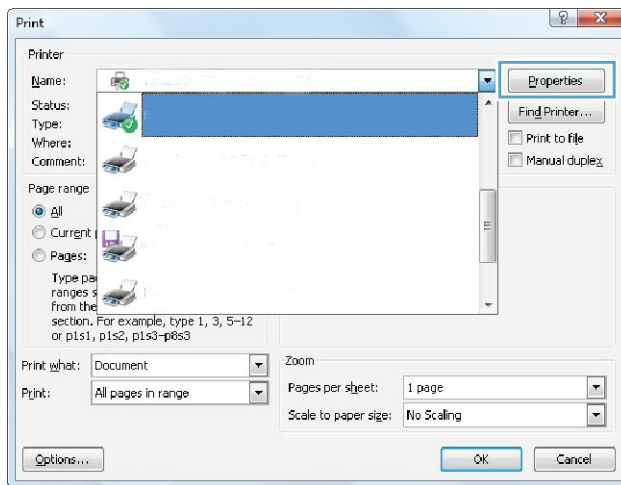 Print
Printer
Name:
Properties
Status:
Find Printer...
Type:
Where:
Print to file
Comment:
Manual duplex
Page range
All
Current
Pages:
Type
ranges
from the
section. For example, type 1, 3, 5–12
or p1s1, p1s2, p1s3–p8s3
Print what: Document
Zoom
Print: All pages in range
Pages per sheet: 1 page
Scale to paper size: No Scaling
Options...
OK
Cancel